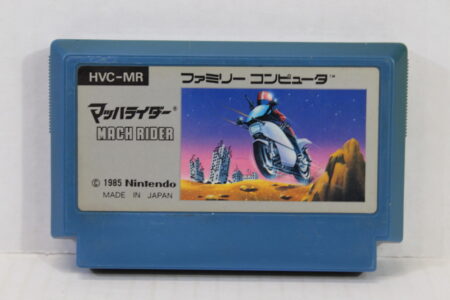 HVC-MR
ファミリー コンピュータ™
マッハライダー®
MACH RIDER
© 1985 Nintendo
MADE IN JAPAN